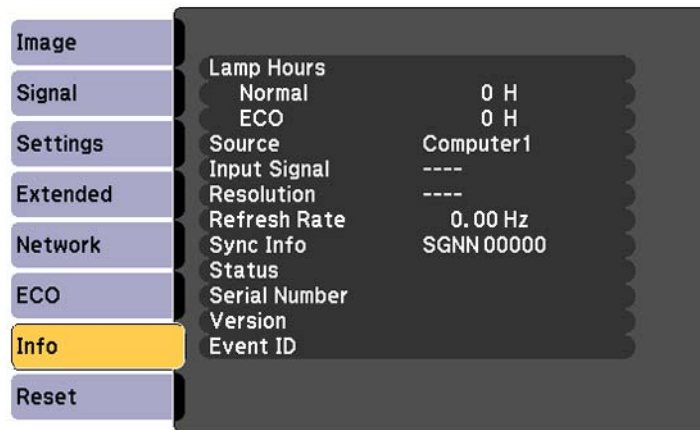 Image
Signal
Settings
Extended
Network
ECO
Info
Reset
Lamp Hours
Normal 0 H
ECO 0 H
Source Computer1
Input Signal ----
Resolution ----
Refresh Rate 0.00 Hz
Sync Info SGNN 00000
Status
Serial Number
Version
Event ID